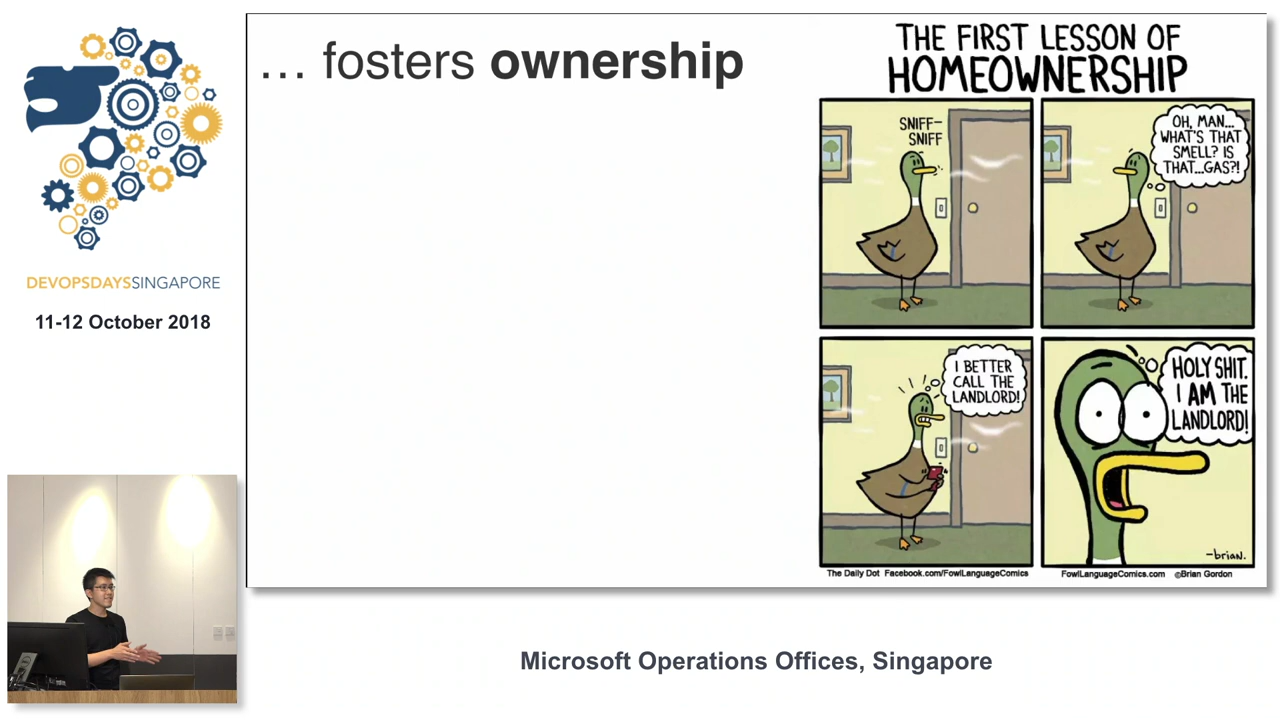 DEVOPSDAYSSINGAPORE
11-12 October 2018
… fosters ownership
THE FIRST LESSON OF
HOMEOWNERSHIP
SNIFF-
SNIFF
OH, MAN...
WHAT'S THAT
SMELL? IS
THAT...GAS?!
I BETTER
CALL THE
LANDLORD!
HOLY SHIT.
I AM THE
LANDLORD!
-brian.
The Daily Dot Facebook.com/FowlLanguageComics
FowlLanguageComics.com ©Brian Gordon
Microsoft Operations Offices, Singapore